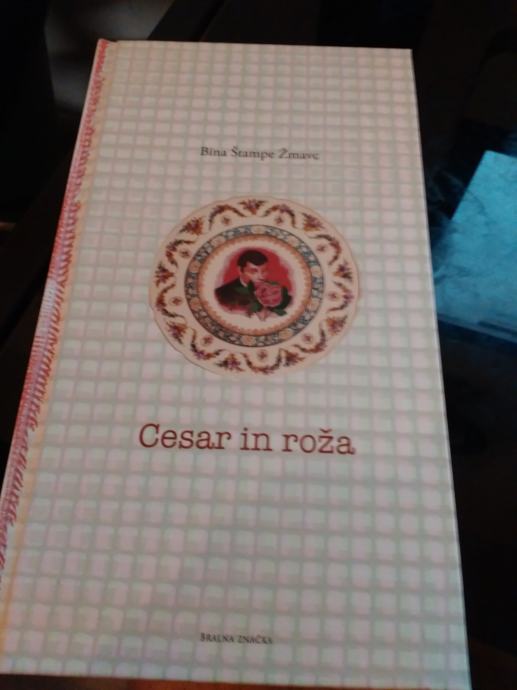 Bina Štampe Žmavc
Cesar in roža
BRALNA ZNAČKA